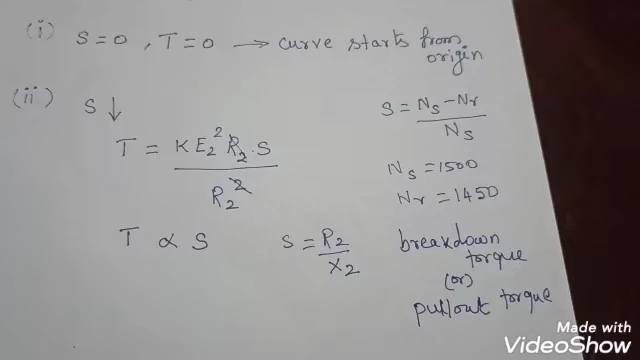 (i) S = 0 , T = 0 → curve starts from
origin
(ii) S ↓
T = KE₂² R₂ . S
R₂²
T ∝ S
S = Ns - Nr
Ns
Ns = 1500
Nr = 1450
S = R₂
X₂
breakdown
torque
(or)
pullout torque
Made with
VideoShow